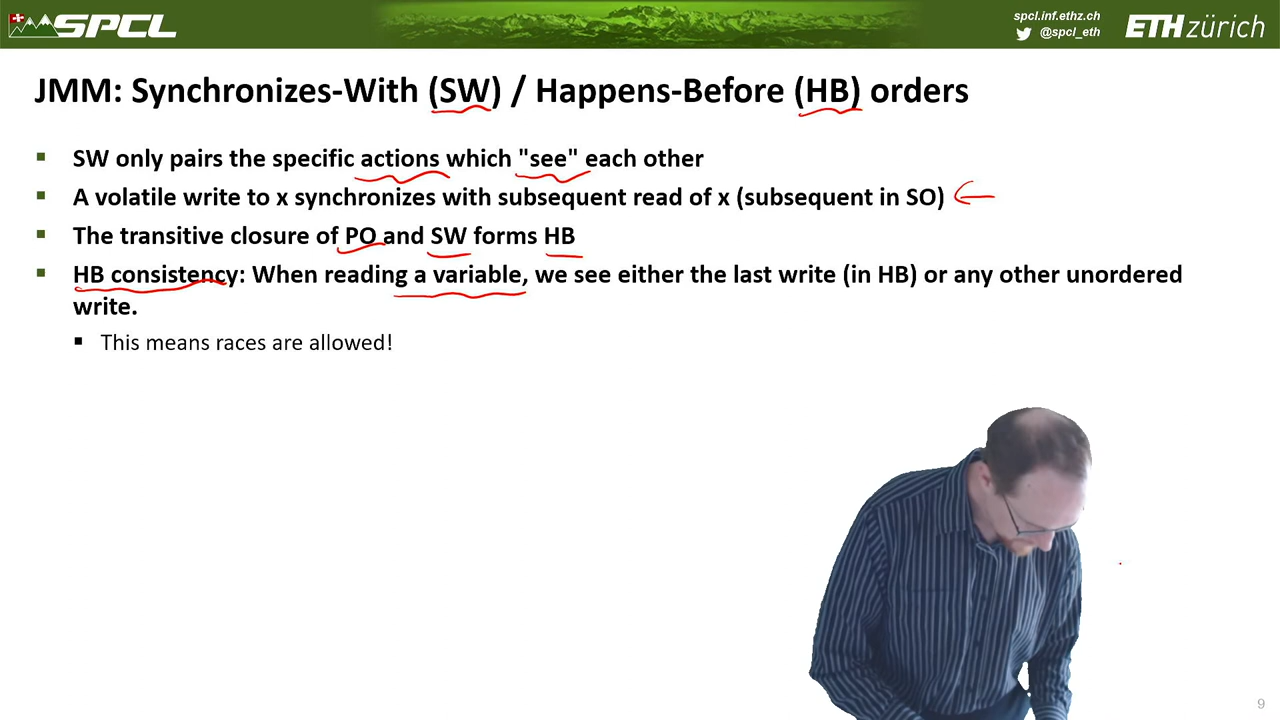 SPCL
spcl.inf.ethz.ch
@spcl_eth
ETH zürich
JMM: Synchronizes-With (SW) / Happens-Before (HB) orders
SW only pairs the specific actions which "see" each other
A volatile write to x synchronizes with subsequent read of x (subsequent in SO)
The transitive closure of PO and SW forms HB
HB consistency: When reading a variable, we see either the last write (in HB) or any other unordered
write.
This means races are allowed!
9